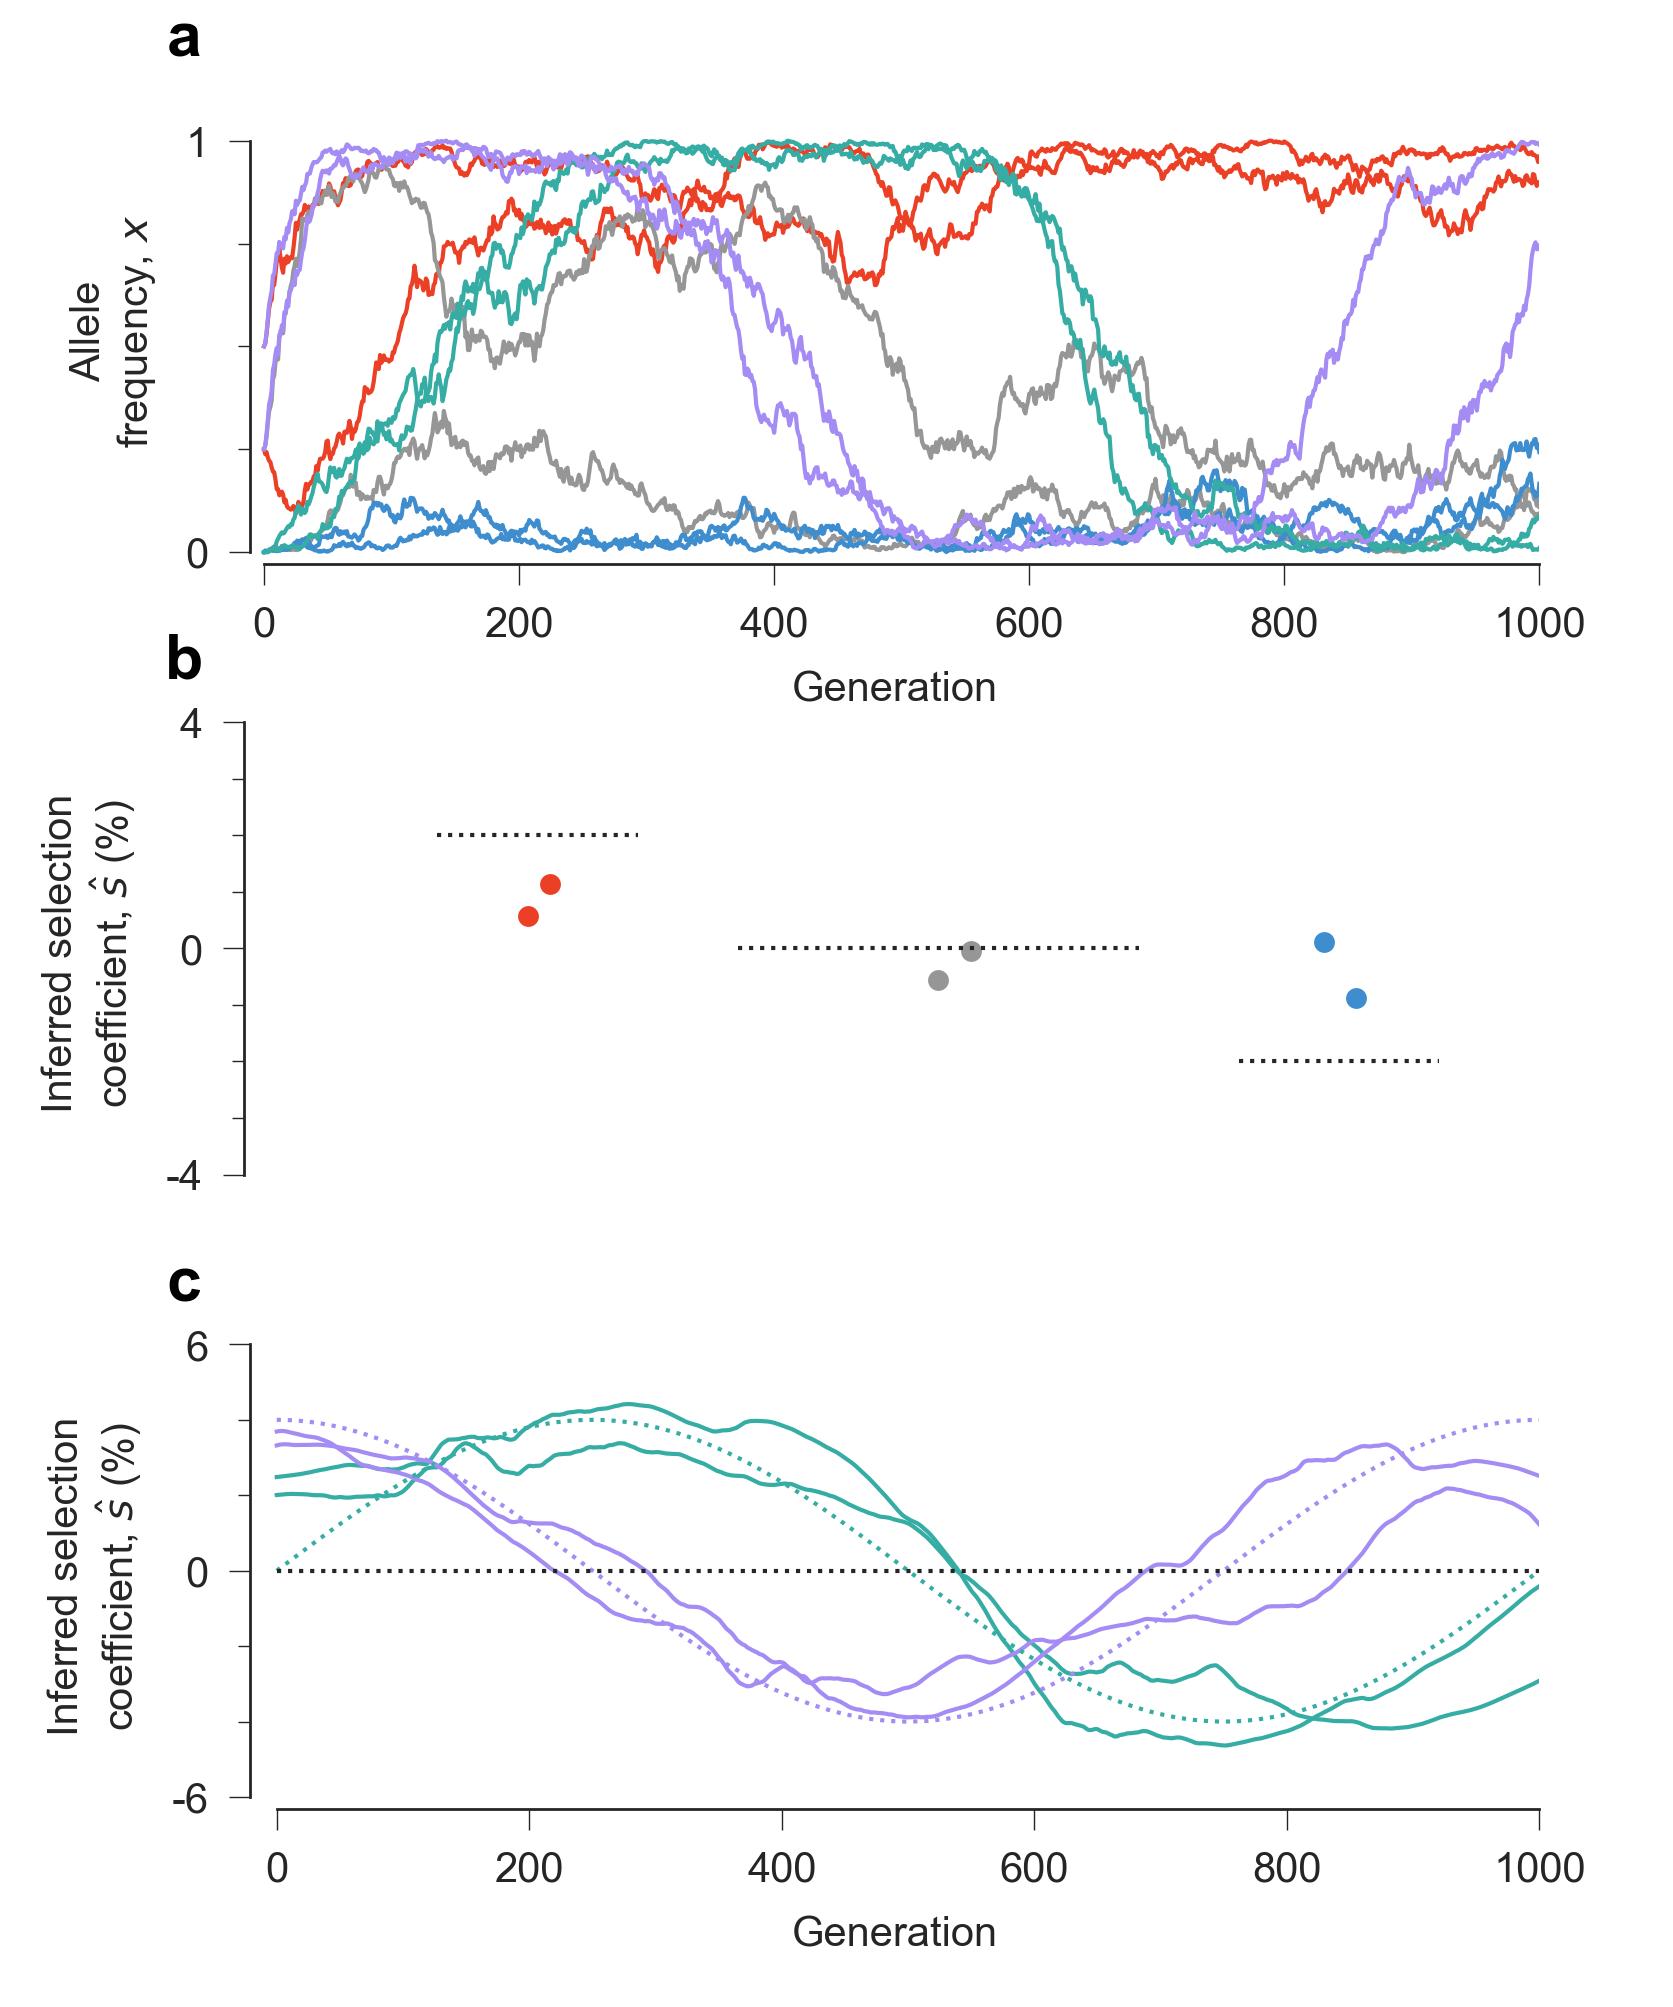 a
1
0
Allele
frequency, x
0 200 400 600 800 1000
Generation
b
4
0
-4
Inferred selection
coefficient, ŝ (%)
c
6
0
-6
Inferred selection
coefficient, ŝ (%)
0 200 400 600 800 1000
Generation